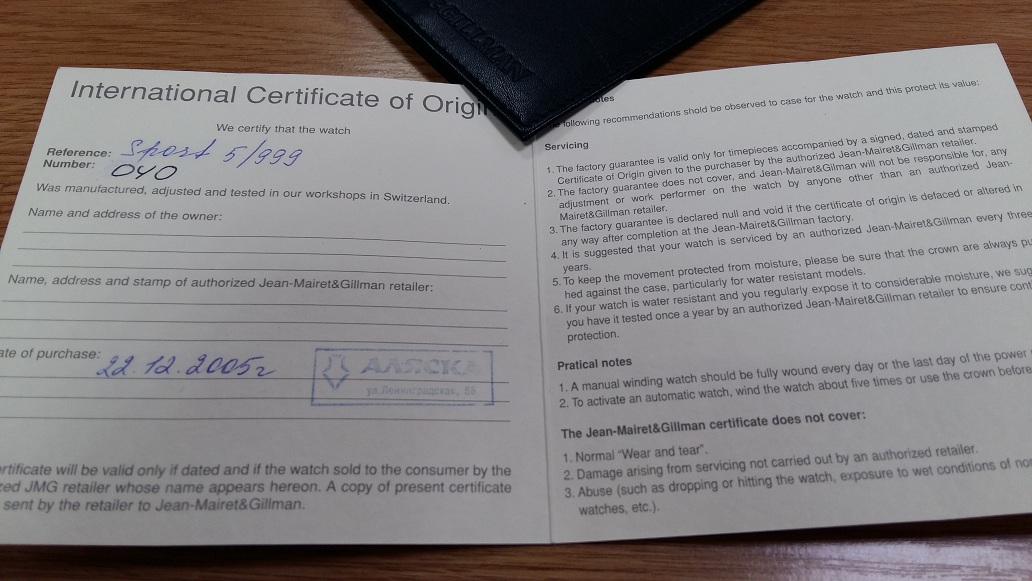 GILLMAN
International Certificate of Origi
We certify that the watch
Reference: Sport 5/999
Number: 040
Was manufactured, adjusted and tested in our workshops in Switzerland.
Name and address of the owner:
Name, address and stamp of authorized Jean-Mairet&Gillman retailer:
ate of purchase: 22.12.2005г
АЛЯСКА
ул.Ленинградская, 55
rtificate will be valid only if dated and if the watch sold to the consumer by the
ed JMG retailer whose name appears hereon. A copy of present certificate
sent by the retailer to Jean-Mairet&Gillman.
otes
following recommendations shold be observed to case for the watch and this protect its value:
Servicing
1. The factory guarantee is valid only for timepieces accompanied by a signed, dated and stamped
Certificate of Origin given to the purchaser by the authorized Jean-Mairet&Gillman retailer.
2. The factory guarantee does not cover, and Jean-Mairet&Gilman will not be responsible for, any
adjustment or work performer on the watch by anyone other than an authorized Jean-
Mairet&Gillman retailer.
3. The factory guarantee is declared null and void if the certificate of origin is defaced or altered in
any way after completion at the Jean-Mairet&Gillman factory.
4. It is suggested that your watch is serviced by an authorized Jean-Mairet&Gillman every three
years.
5. To keep the movement protected from moisture, please be sure that the crown are always pu
hed against the case, particularly for water resistant models.
6. If your watch is water resistant and you regularly expose it to considerable moisture, we sug
you have it tested once a year by an authorized Jean-Mairet&Gillman retailer to ensure cont
protection.
Pratical notes
1. A manual winding watch should be fully wound every day or the last day of the power
2. To activate an automatic watch, wind the watch about five times or use the crown before
The Jean-Mairet&Gillman certificate does not cover:
1. Normal "Wear and tear".
2. Damage arising from servicing not carried out by an authorized retailer.
3. Abuse (such as dropping or hitting the watch, exposure to wet conditions of no
watches, etc.).